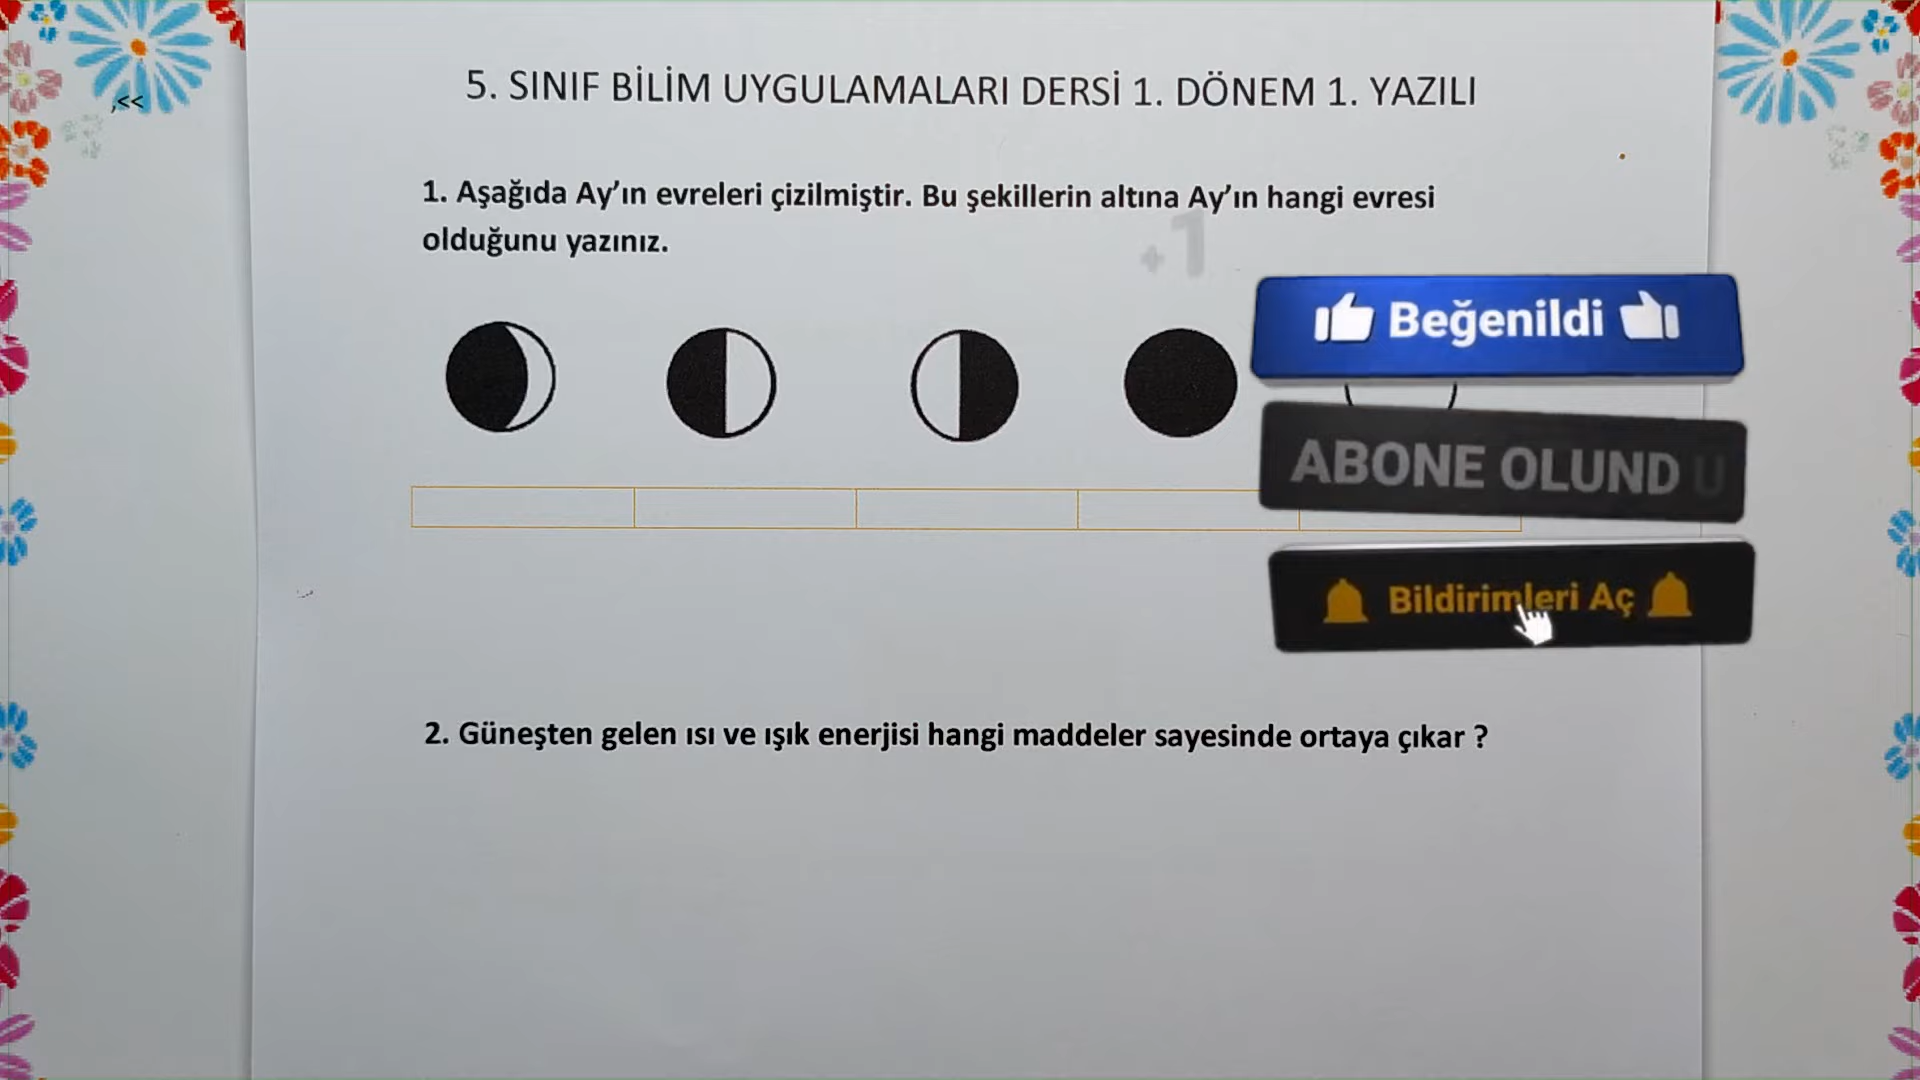 ,<<
5. SINIF BİLİM UYGULAMALARI DERSİ 1. DÖNEM 1. YAZILI
1. Aşağıda Ay’ın evreleri çizilmiştir. Bu şekillerin altına Ay’ın hangi evresi
olduğunu yazınız.
+1
Beğenildi
ABONE OLUND U
Bildirimleri Aç
2. Güneşten gelen ısı ve ışık enerjisi hangi maddeler sayesinde ortaya çıkar ?